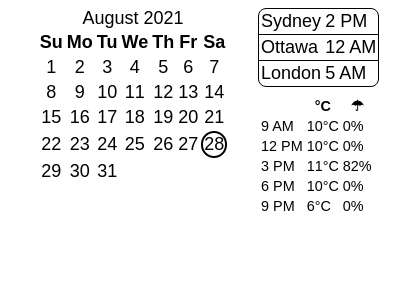 August 2021
Su Mo Tu We Th Fr Sa
1 2 3 4 5 6 7
8 9 10 11 12 13 14
15 16 17 18 19 20 21
22 23 24 25 26 27 28
29 30 31
Sydney 2 PM
Ottawa 12 AM
London 5 AM
°C ☂
9 AM 10°C 0%
12 PM 10°C 0%
3 PM 11°C 82%
6 PM 10°C 0%
9 PM 6°C 0%